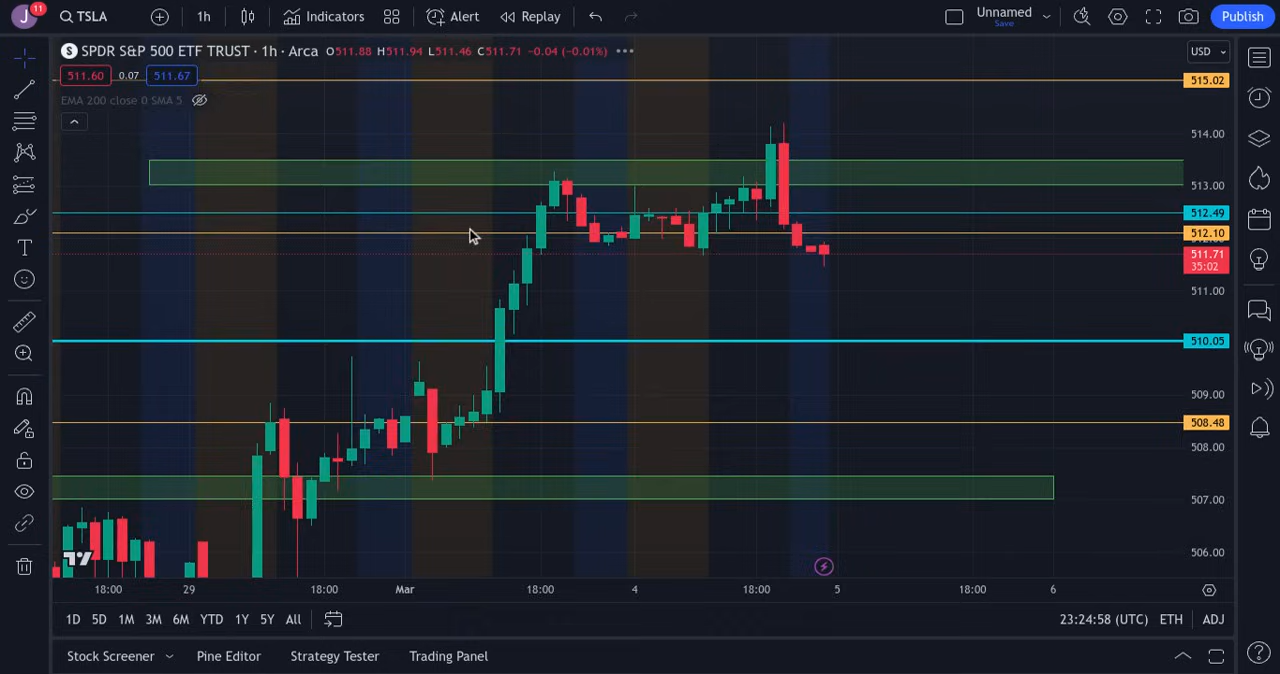 J 11 TSLA 1h Indicators Alert Replay Unnamed Save Publish
S SPDR S&P 500 ETF TRUST · 1h · Arca O511.88 H511.94 L511.46 C511.71 -0.04 (-0.01%) USD
511.60 0.07 511.67
515.02
EMA 200 close 0 SMA 5
514.00
513.00
512.49
512.10
511.71
35:02
511.00
510.05
509.00
508.48
508.00
507.00
506.00
18:00 29 18:00 Mar 18:00 4 18:00 5 18:00 6
1D 5D 1M 3M 6M YTD 1Y 5Y All 23:24:58 (UTC) ETH ADJ
Stock Screener Pine Editor Strategy Tester Trading Panel